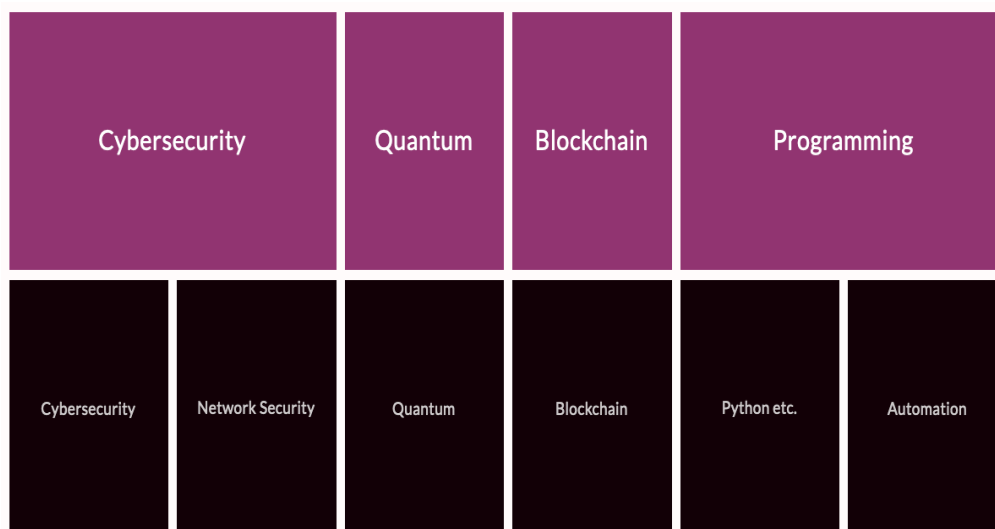 Cybersecurity
Quantum
Blockchain
Programming
Cybersecurity
Network Security
Quantum
Blockchain
Python etc.
Automation